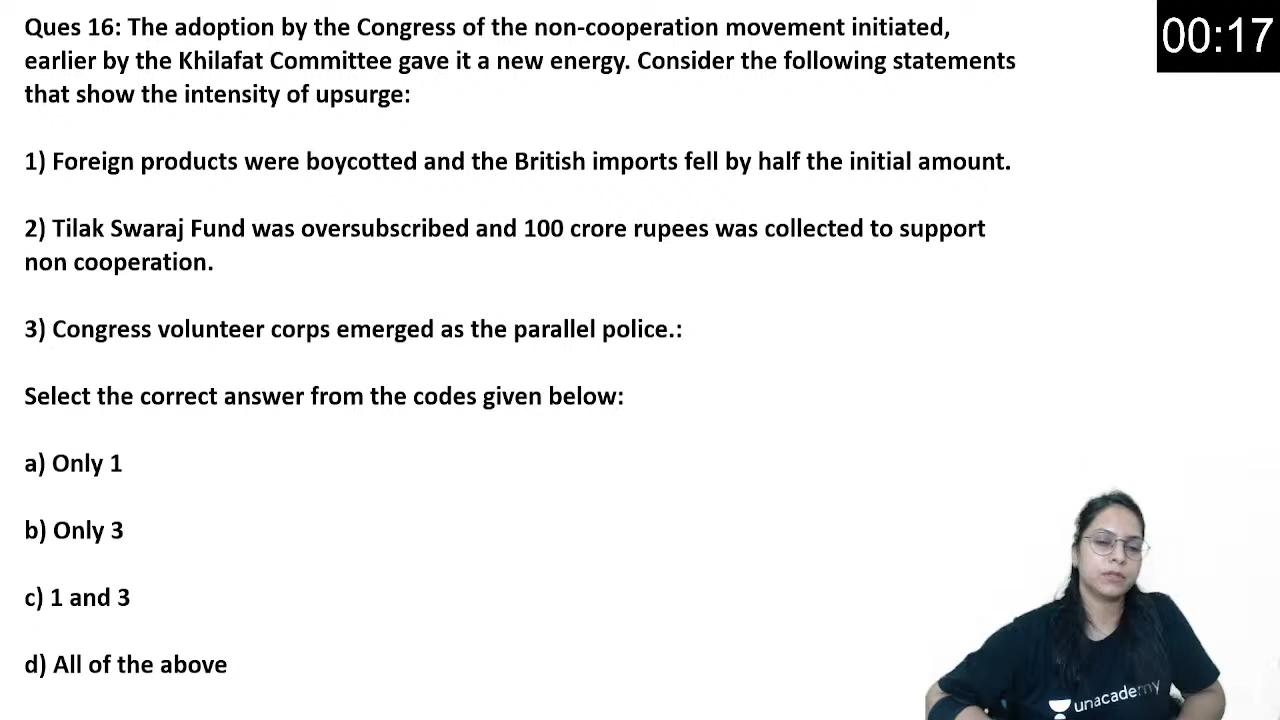 Ques 16: The adoption by the Congress of the non-cooperation movement initiated,
00:17
earlier by the Khilafat Committee gave it a new energy. Consider the following statements
that show the intensity of upsurge:
1) Foreign products were boycotted and the British imports fell by half the initial amount.
2) Tilak Swaraj Fund was oversubscribed and 100 crore rupees was collected to support
non cooperation.
3) Congress volunteer corps emerged as the parallel police.:
Select the correct answer from the codes given below:
a) Only 1
b) Only 3
c) 1 and 3
d) All of the above
unacademy